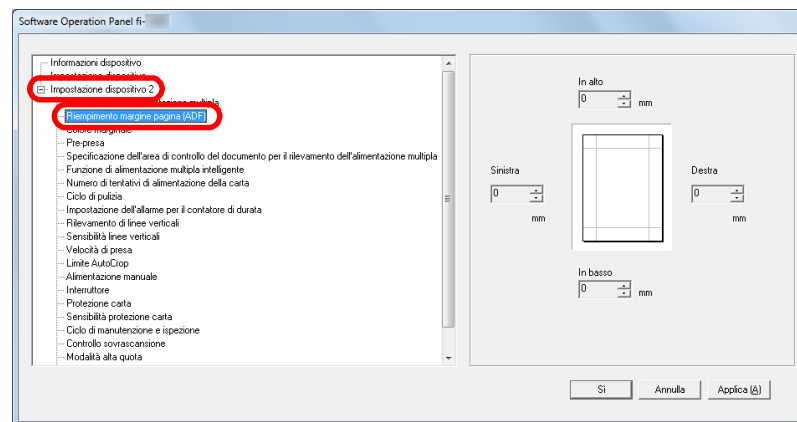 Software Operation Panel fi-
Informazioni dispositivo
Impostazione dispositivo 2
Riempimento margine pagina (ADF)
Colore marginale
Pre-presa
Specificazione dell'area di controllo del documento per il rilevamento dell'alimentazione multipla
Funzione di alimentazione multipla intelligente
Numero di tentativi di alimentazione della carta
Ciclo di pulizia
Impostazione dell'allarme per il contatore di durata
Rilevamento di linee verticali
Sensibilità linee verticali
Velocità di presa
Limite AutoCrop
Alimentazione manuale
Interruttore
Protezione carta
Sensibilità protezione carta
Ciclo di manutenzione e ispezione
Controllo sovrascansione
Modalità alta quota
In alto
0 mm
Sinistra
0
mm
Destra
0
mm
In basso
0 mm
Sì Annulla Applica (A)